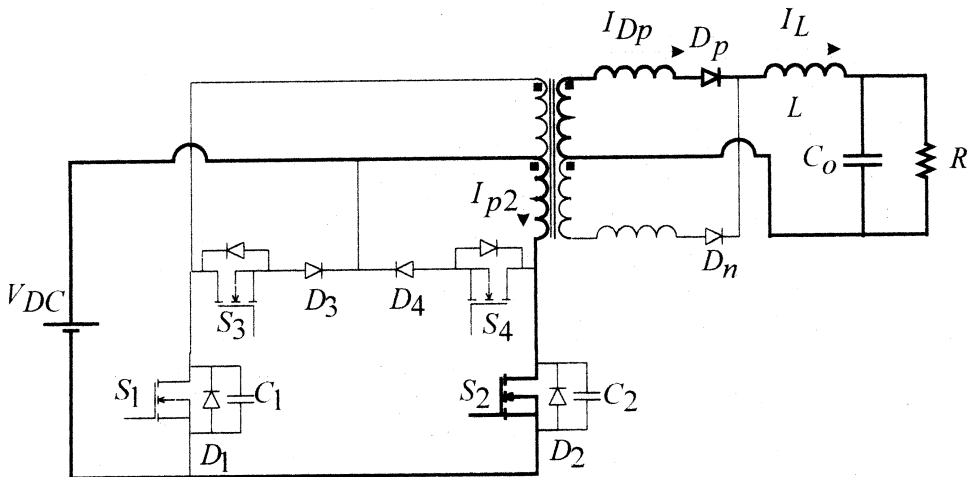 I_Dp D_p I_L
L
C_o R
I_p2
D_n
V_DC
D_3 D_4
S_3 S_4
S_1 C_1 S_2 C_2
D_1 D_2